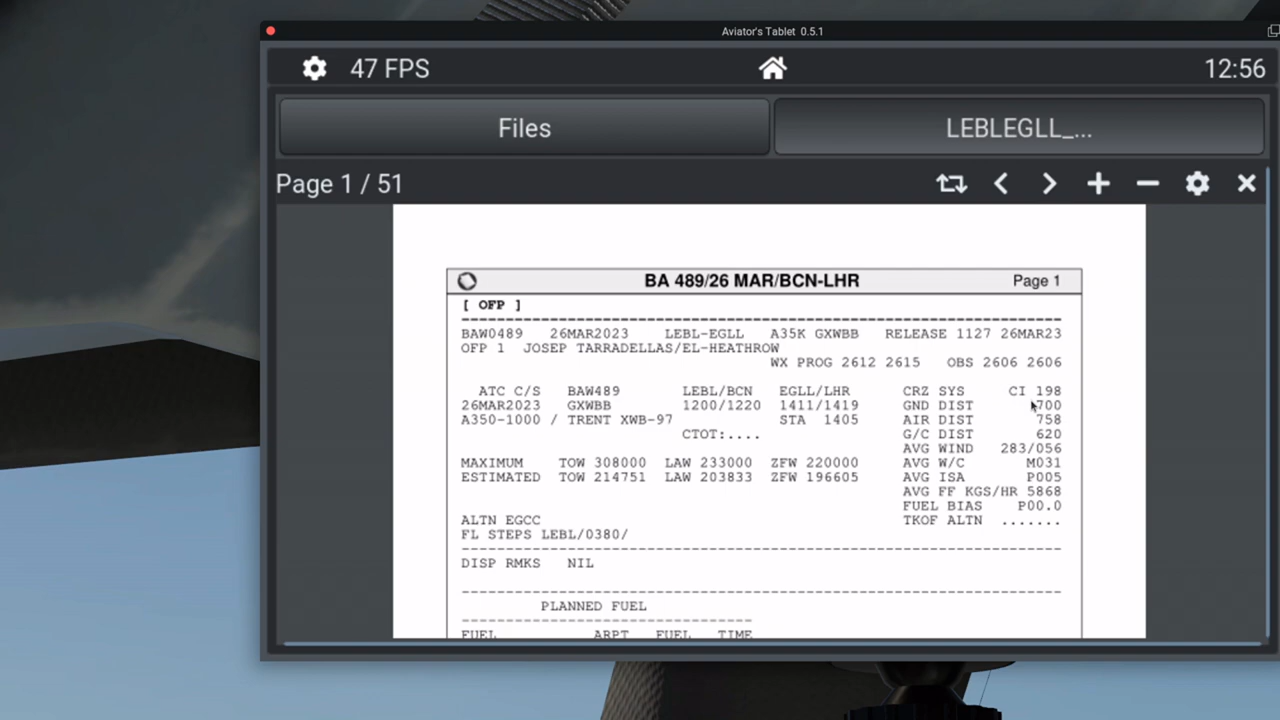 Aviator's Tablet 0.5.1
47 FPS 12:56
Files LEBLEGLL_...
Page 1 / 51
BA 489/26 MAR/BCN-LHR Page 1
[ OFP ]
BAW0489 26MAR2023 LEBL-EGLL A35K GXWBB RELEASE 1127 26MAR23
OFP 1 JOSEP TARRADELLAS/EL-HEATHROW
WX PROG 2612 2615 OBS 2606 2606
ATC C/S BAW489 LEBL/BCN EGLL/LHR CRZ SYS CI 198
26MAR2023 GXWBB 1200/1220 1411/1419 GND DIST 700
A350-1000 / TRENT XWB-97 STA 1405 AIR DIST 758
CTOT:.... G/C DIST 620
AVG WIND 283/056
MAXIMUM TOW 308000 LAW 233000 ZFW 220000 AVG W/C M031
ESTIMATED TOW 214751 LAW 203833 ZFW 196605 AVG ISA P005
AVG FF KGS/HR 5868
FUEL BIAS P00.0
ALTN EGCC TKOF ALTN .......
FL STEPS LEBL/0380/
DISP RMKS NIL
PLANNED FUEL
FUEL ARPT FUEL TIME